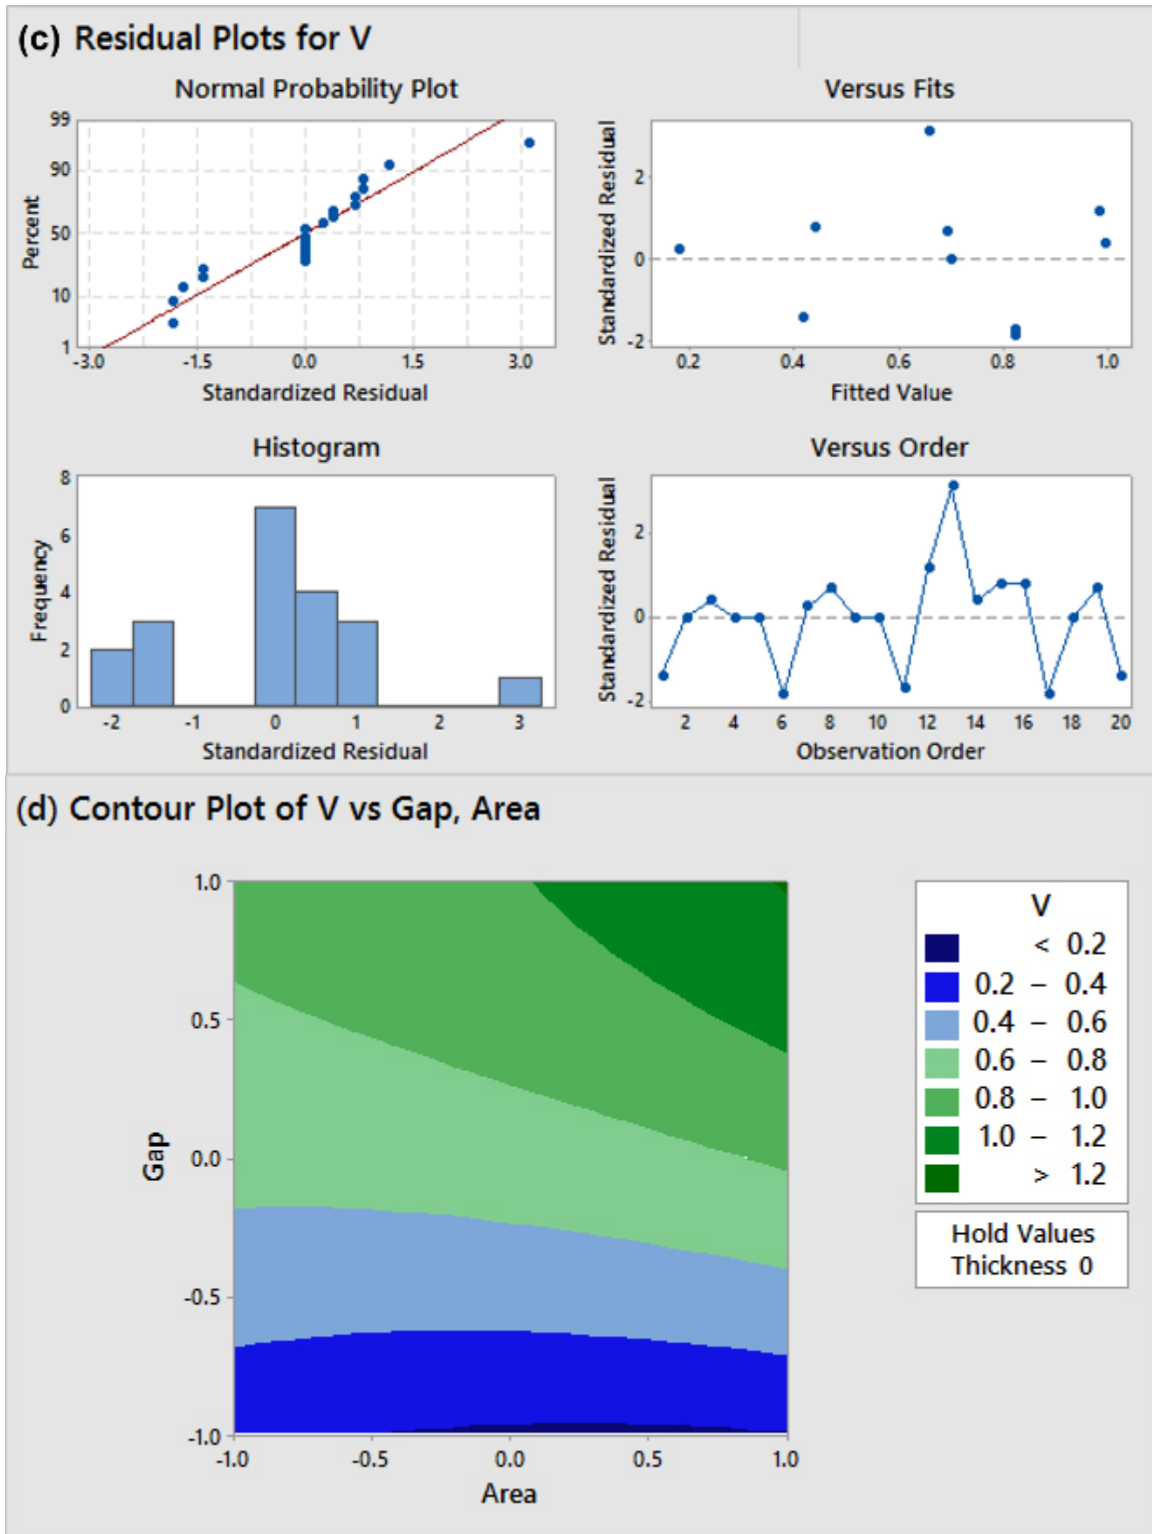 (c) Residual Plots for V
Normal Probability Plot
99
90
50
10
1
Percent
-3.0 -1.5 0.0 1.5 3.0
Standardized Residual
Versus Fits
2
0
-2
Standardized Residual
0.2 0.4 0.6 0.8 1.0
Fitted Value
Histogram
8
6
4
2
0
Frequency
-2 -1 0 1 2 3
Standardized Residual
Versus Order
2
0
-2
Standardized Residual
2 4 6 8 10 12 14 16 18 20
Observation Order
(d) Contour Plot of V vs Gap, Area
1.0
0.5
0.0
-0.5
-1.0
Gap
-1.0 -0.5 0.0 0.5 1.0
Area
V
< 0.2
0.2 – 0.4
0.4 – 0.6
0.6 – 0.8
0.8 – 1.0
1.0 – 1.2
> 1.2
Hold Values
Thickness 0